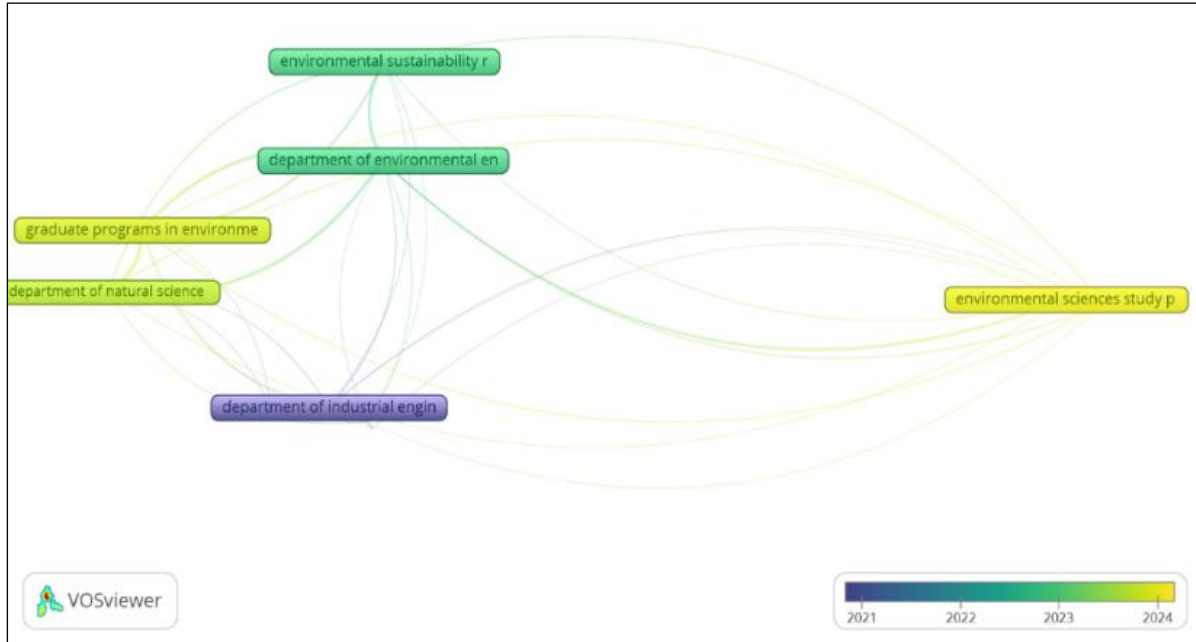 environmental sustainability r
department of environmental en
graduate programs in environme
department of natural science
environmental sciences study p
department of industrial engin
VOSviewer
2021 2022 2023 2024